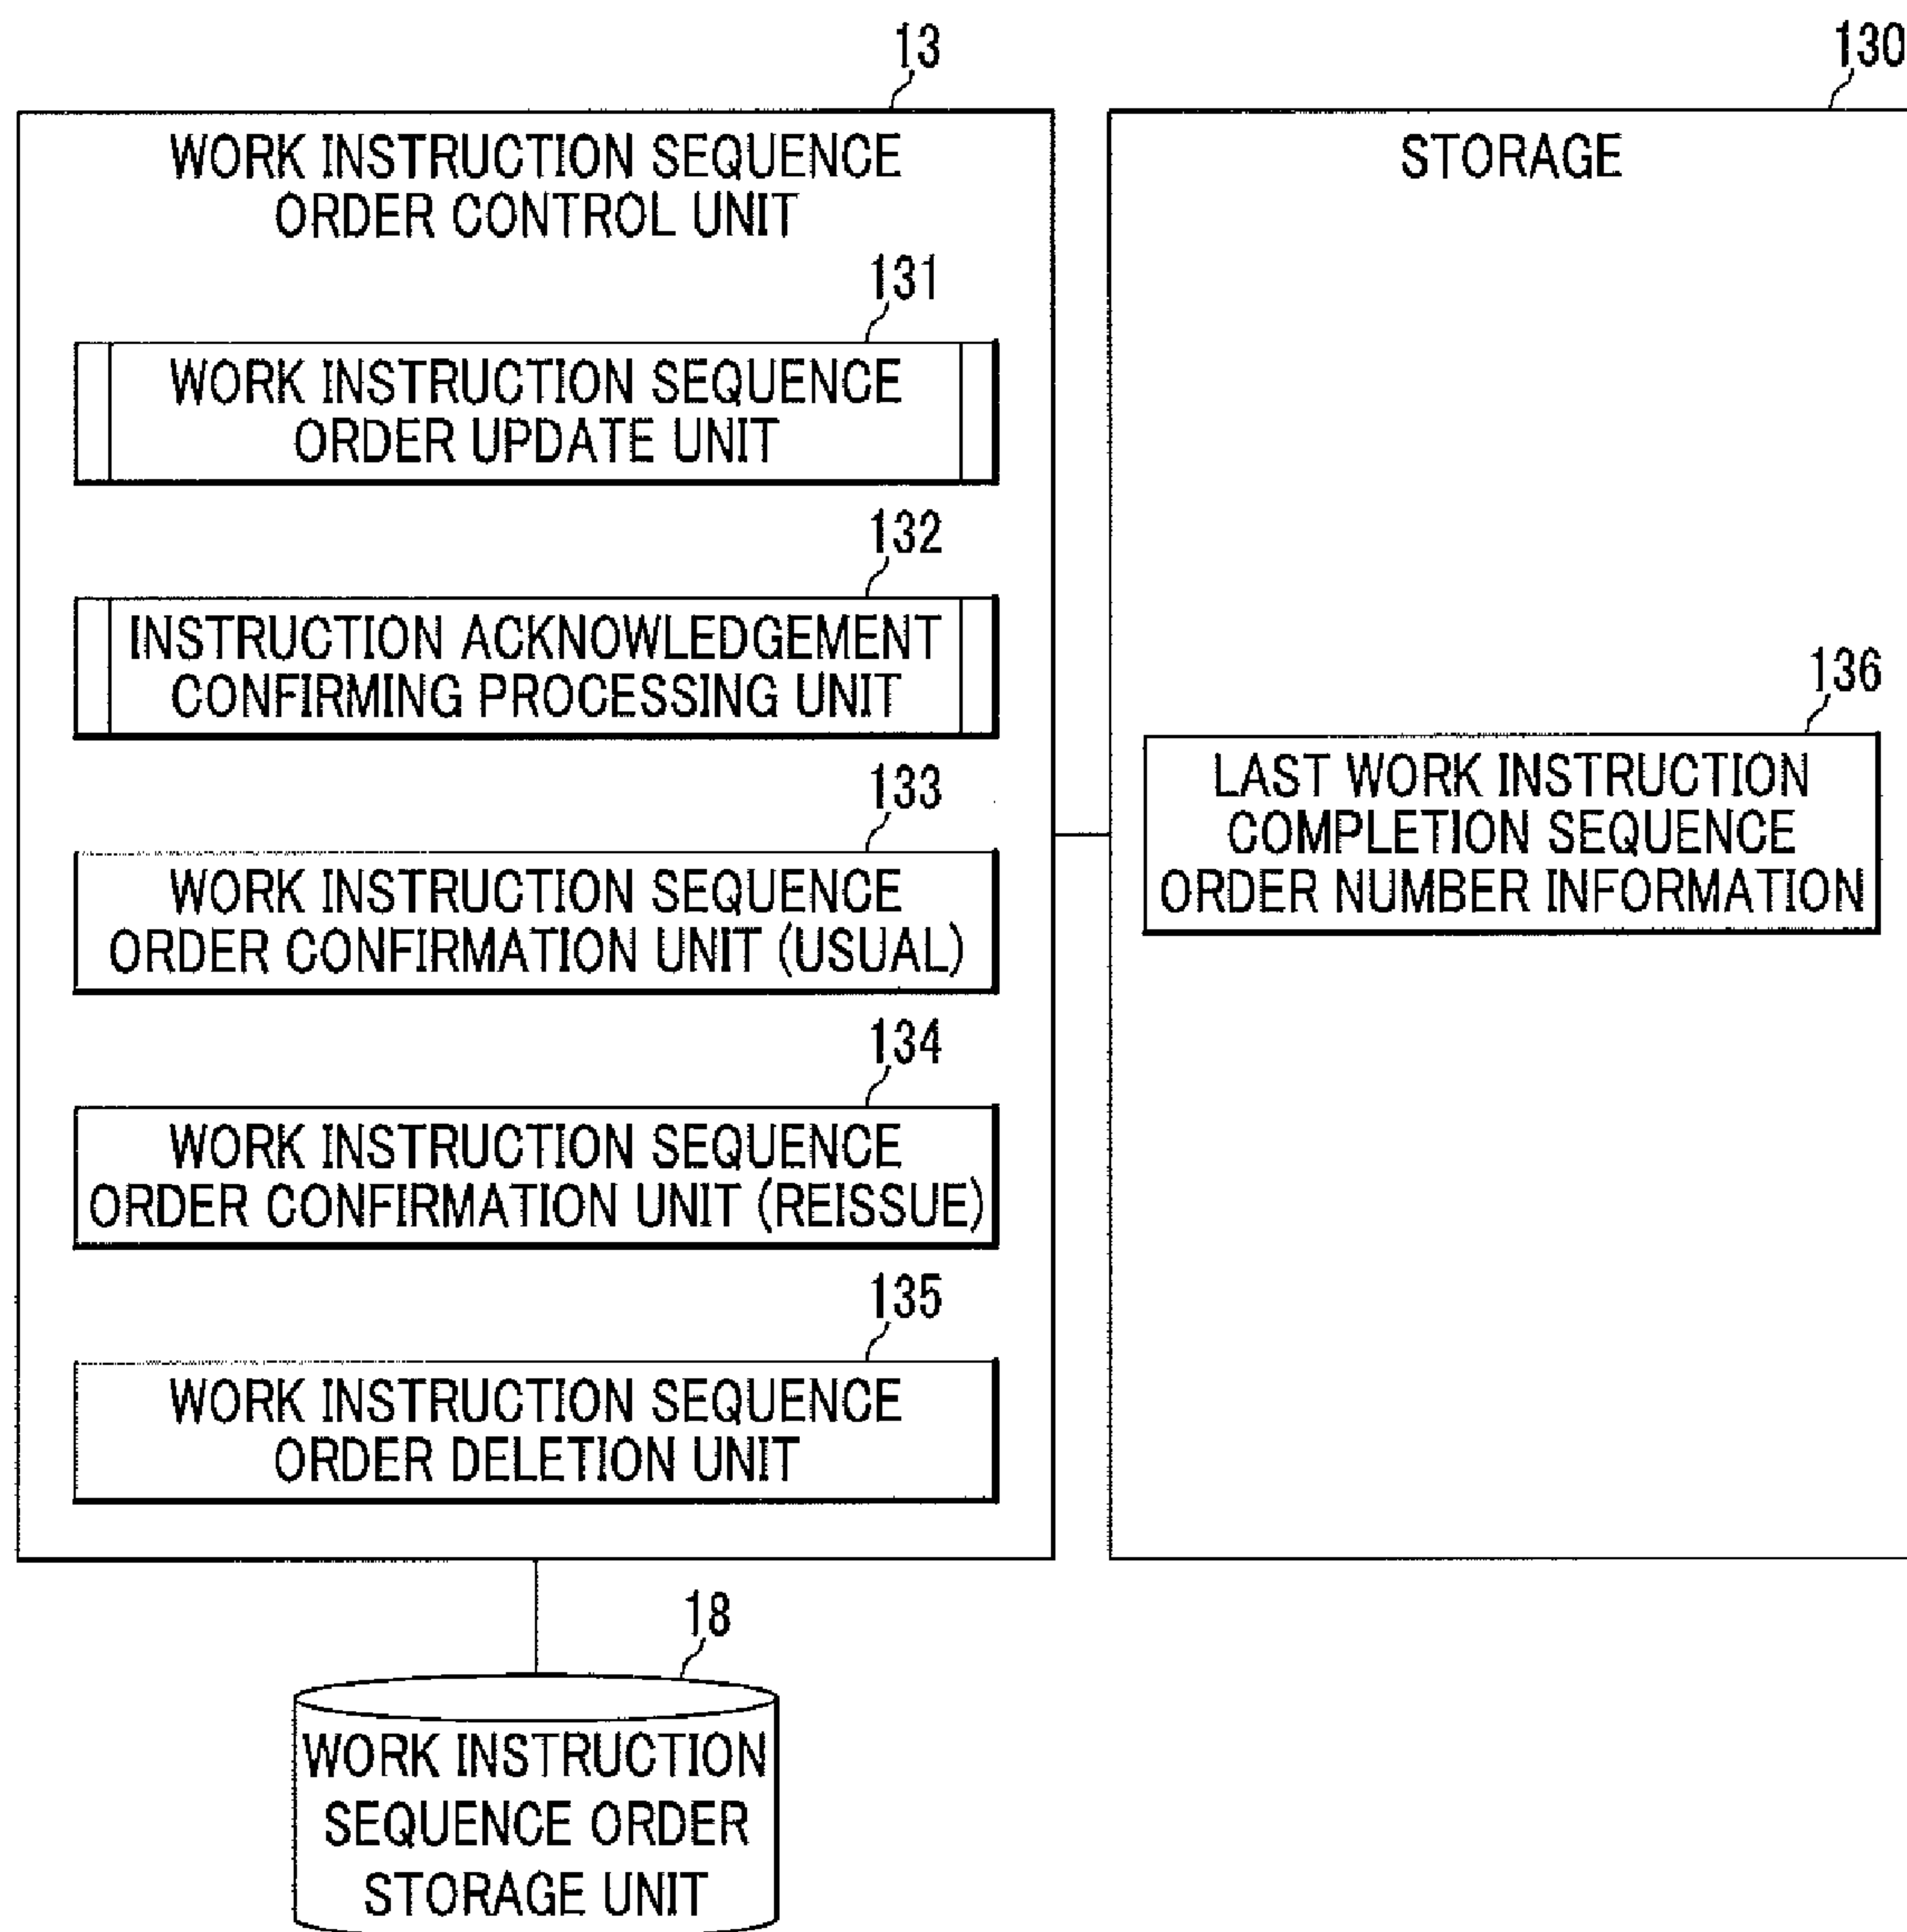 13
WORK INSTRUCTION SEQUENCE
ORDER CONTROL UNIT
131
WORK INSTRUCTION SEQUENCE
ORDER UPDATE UNIT
132
INSTRUCTION ACKNOWLEDGEMENT
CONFIRMING PROCESSING UNIT
133
WORK INSTRUCTION SEQUENCE
ORDER CONFIRMATION UNIT (USUAL)
134
WORK INSTRUCTION SEQUENCE
ORDER CONFIRMATION UNIT (REISSUE)
135
WORK INSTRUCTION SEQUENCE
ORDER DELETION UNIT
130
STORAGE
136
LAST WORK INSTRUCTION
COMPLETION SEQUENCE
ORDER NUMBER INFORMATION
18
WORK INSTRUCTION
SEQUENCE ORDER
STORAGE UNIT